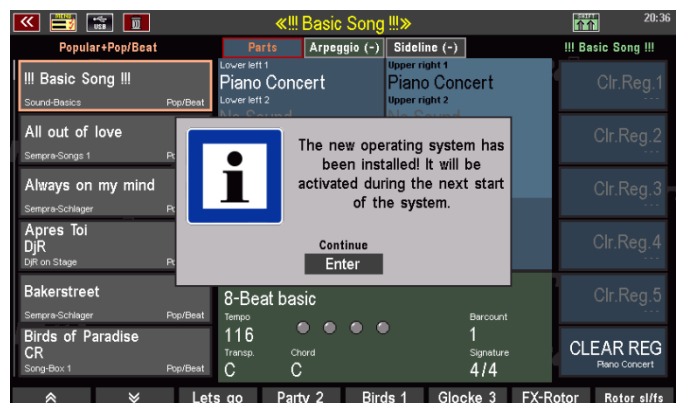 «!!! Basic Song !!!»
20:36
USB
Popular+Pop/Beat
Parts
Arpeggio (-)
Sideline (-)
!!! Basic Song !!!
!!! Basic Song !!!
Sound-Basics
Pop/Beat
All out of love
Sempra-Songs 1
Always on my mind
Sempra-Schlager
Apres Toi
DjR
DjR on Stage
Bakerstreet
Sempra-Schlager
Pop/Beat
Birds of Paradise
CR
Song-Box 1
Pop/Beat
Lower left 1
Piano Concert
Lower left 2
No Sound
Upper right 1
Piano Concert
Upper right 2
No Sound
The new operating system has
been installed! It will be
activated during the next start
of the system.
Continue
Enter
8-Beat basic
Tempo
116
Barcount
1
Transp.
C
Chord
C
Signature
4/4
Clr.Reg.1
---
Clr.Reg.2
---
Clr.Reg.3
---
Clr.Reg.4
---
Clr.Reg.5
---
CLEAR REG
Piano Concert
Lets go
Party 2
Birds 1
Glocke 3
FX-Rotor
Rotor sl/fs